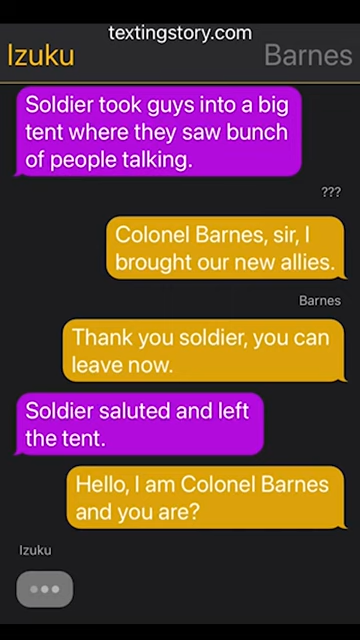 textingstory.com
Izuku
Barnes
Soldier took guys into a big
tent where they saw bunch
of people talking.
???
Colonel Barnes, sir, I
brought our new allies.
Barnes
Thank you soldier, you can
leave now.
Soldier saluted and left
the tent.
Hello, I am Colonel Barnes
and you are?
Izuku